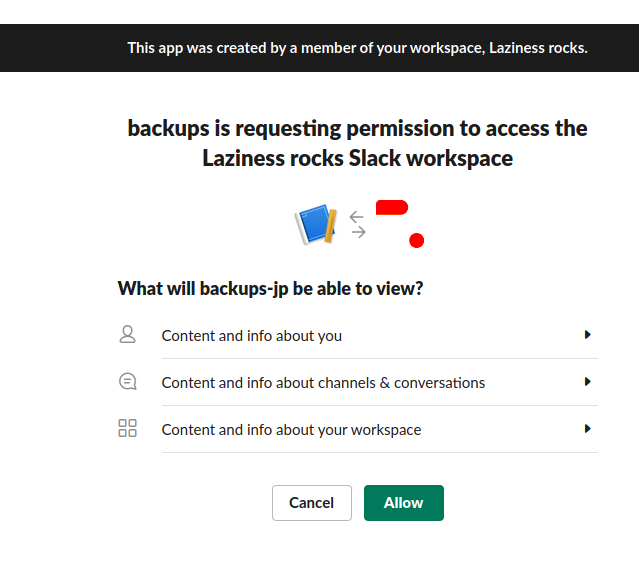 This app was created by a member of your workspace, Laziness rocks.
backups is requesting permission to access the
Laziness rocks Slack workspace
What will backups-jp be able to view?
Content and info about you
Content and info about channels & conversations
Content and info about your workspace
Cancel
Allow